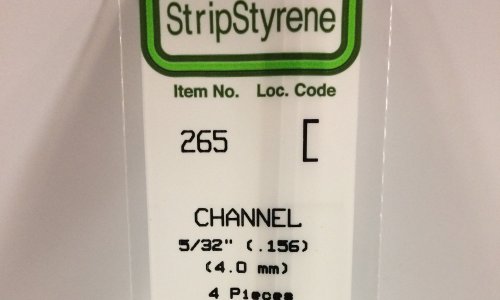 StripStyrene
Item No. Loc. Code
265 [
CHANNEL
5/32" (.156)
(4.0 mm)
4 Pieces